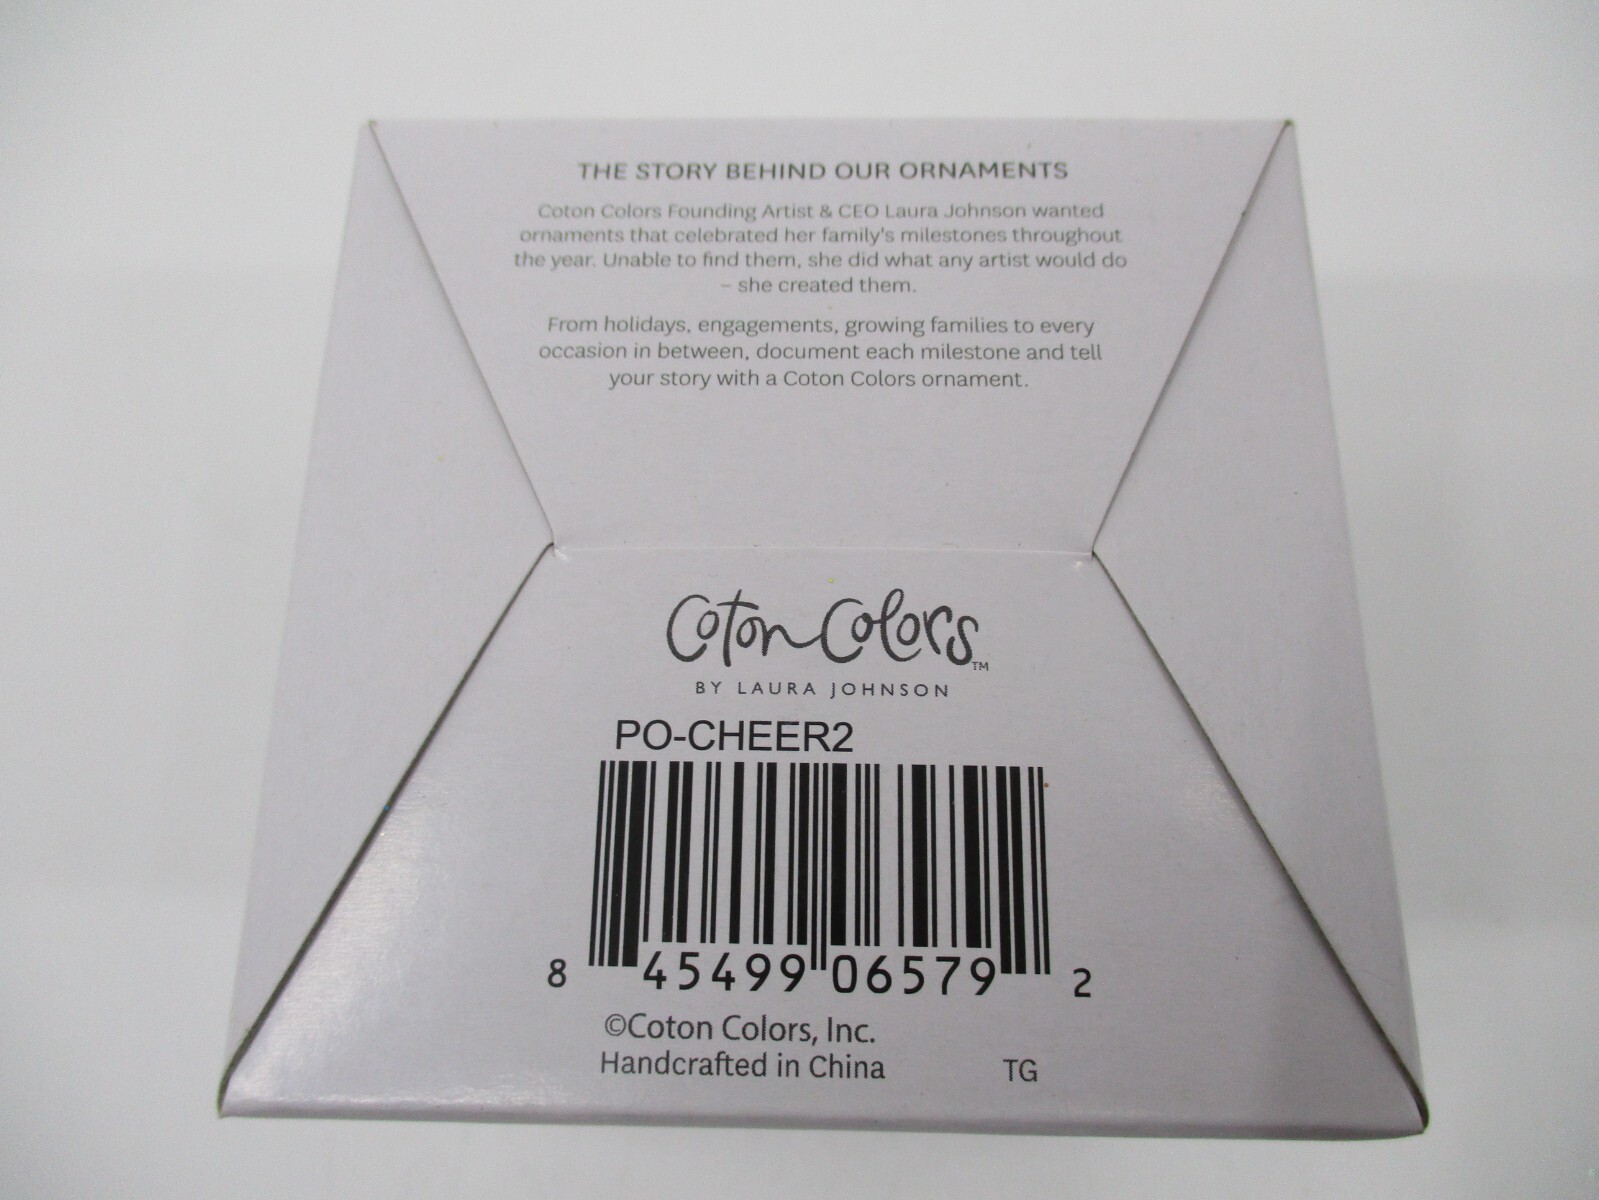 THE STORY BEHIND OUR ORNAMENTS
Coton Colors Founding Artist & CEO Laura Johnson wanted
ornaments that celebrated her family's milestones throughout
the year. Unable to find them, she did what any artist would do
– she created them.
From holidays, engagements, growing families to every
occasion in between, document each milestone and tell
your story with a Coton Colors ornament.
Coton Colors™
BY LAURA JOHNSON
PO-CHEER2
8 45499 06579 2
©Coton Colors, Inc.
Handcrafted in China TG